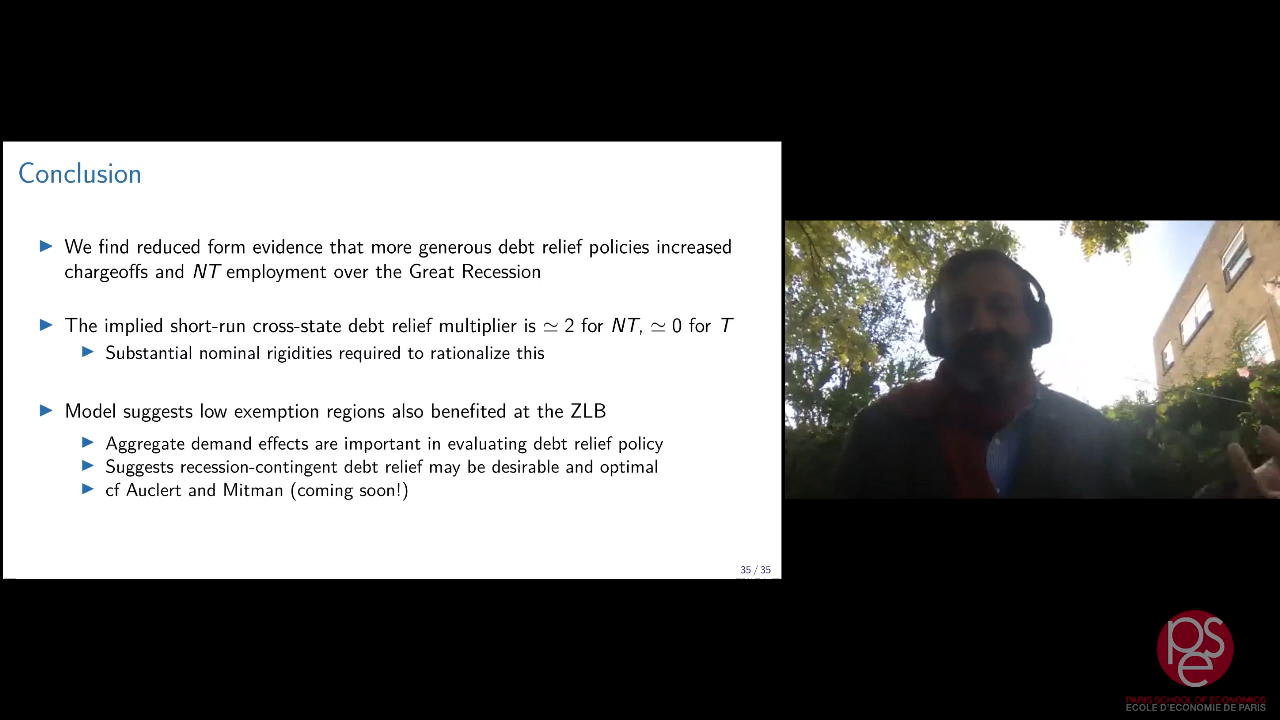 Conclusion
We find reduced form evidence that more generous debt relief policies increased
chargeoffs and NT employment over the Great Recession
The implied short-run cross-state debt relief multiplier is ≃ 2 for NT, ≃ 0 for T
Substantial nominal rigidities required to rationalize this
Model suggests low exemption regions also benefited at the ZLB
Aggregate demand effects are important in evaluating debt relief policy
Suggests recession-contingent debt relief may be desirable and optimal
cf Auclert and Mitman (coming soon!)
35 / 35
pse
PARIS SCHOOL OF ECONOMICS
ECOLE D'ECONOMIE DE PARIS